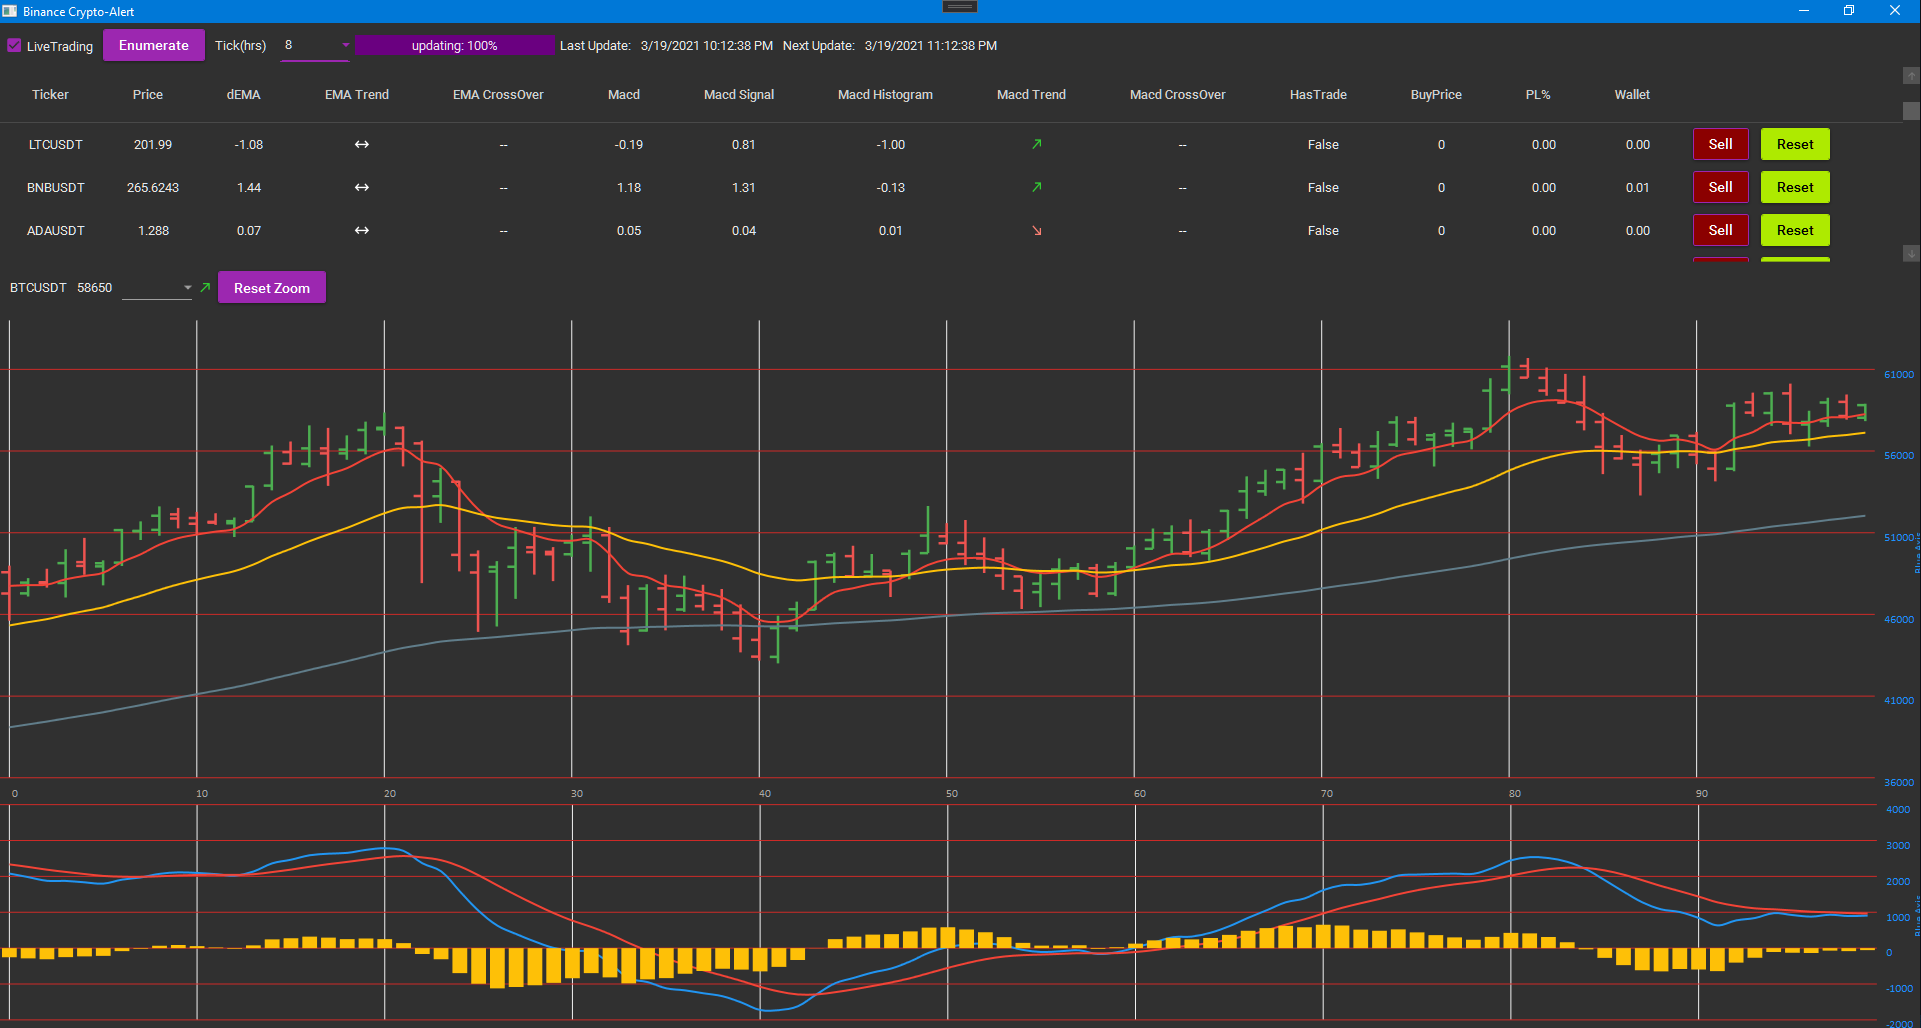 Binance Crypto-Alert
LiveTrading Enumerate Tick(hrs) 8 updating: 100% Last Update: 3/19/2021 10:12:38 PM Next Update: 3/19/2021 11:12:38 PM
Ticker Price dEMA EMA Trend EMA CrossOver Macd Macd Signal Macd Histogram Macd Trend Macd CrossOver HasTrade BuyPrice PL% Wallet
LTCUSDT 201.99 -1.08 ↔ -- -0.19 0.81 -1.00 ↗ -- False 0 0.00 0.00 Sell Reset
BNBUSDT 265.6243 1.44 ↔ -- 1.18 1.31 -0.13 ↗ -- False 0 0.00 0.01 Sell Reset
ADAUSDT 1.288 0.07 ↔ -- 0.05 0.04 0.01 ↘ -- False 0 0.00 0.00 Sell Reset
BTCUSDT 58650 ↗ Reset Zoom
61000
56000
51000
Blue Axis
46000
41000
36000
0 10 20 30 40 50 60 70 80 90
4000
3000
2000
1000
Blue Axis
0
-1000
-2000